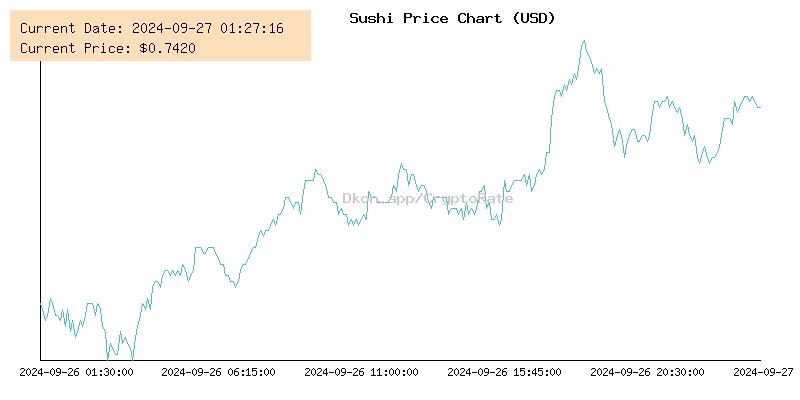 Sushi Price Chart (USD)
Current Date: 2024-09-27 01:27:16
Current Price: $0.7420
Dkch.app/CryptoRate
2024-09-26 01:30:00 2024-09-26 06:15:00 2024-09-26 11:00:00 2024-09-26 15:45:00 2024-09-26 20:30:00 2024-09-27